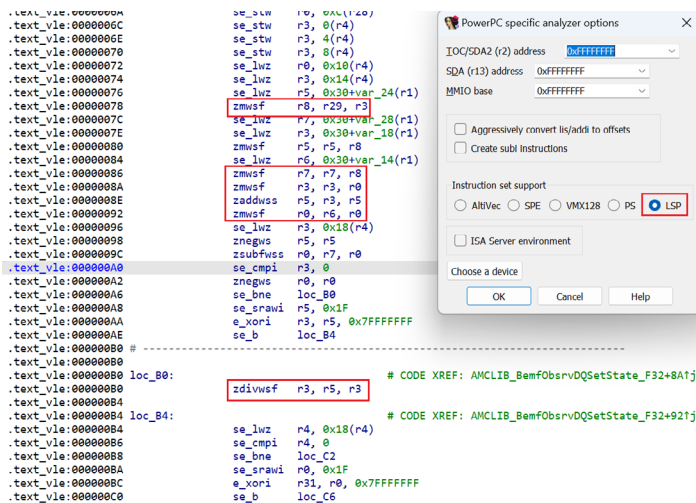 .text_vle:0000006A se_stw r0, 0xC(r28)
.text_vle:0000006C se_stw r3, 0(r4)
.text_vle:0000006E se_stw r3, 4(r4)
.text_vle:00000070 se_stw r3, 8(r4)
.text_vle:00000072 se_lwz r0, 0x10(r4)
.text_vle:00000074 se_lwz r3, 0x14(r4)
.text_vle:00000076 se_lwz r5, 0x30+var_24(r1)
.text_vle:00000078 zmwsf r8, r29, r3
.text_vle:0000007C se_lwz r7, 0x30+var_28(r1)
.text_vle:0000007E se_lwz r3, 0x30+var_18(r1)
.text_vle:00000080 zmwsf r5, r5, r8
.text_vle:00000084 se_lwz r6, 0x30+var_14(r1)
.text_vle:00000086 zmwsf r7, r7, r8
.text_vle:0000008A zmwsf r3, r3, r0
.text_vle:0000008E zaddwss r5, r3, r5
.text_vle:00000092 zmwsf r0, r6, r0
.text_vle:00000096 se_lwz r3, 0x18(r4)
.text_vle:00000098 znegws r5, r5
.text_vle:0000009C zsubfwss r0, r7, r0
.text_vle:000000A0 se_cmpi r3, 0
.text_vle:000000A2 znegws r0, r0
.text_vle:000000A6 se_bne loc_B0
.text_vle:000000A8 se_srawi r5, 0x1F
.text_vle:000000AA e_xori r3, r5, 0x7FFFFFFF
.text_vle:000000AE se_b loc_B4
.text_vle:000000B0 # ---------------------------------------------------------------------------
.text_vle:000000B0
.text_vle:000000B0 loc_B0: # CODE XREF: AMCLIB_BemfObsrvDQSetState_F32+8A↑j
.text_vle:000000B0 zdivwsf r3, r5, r3
.text_vle:000000B4
.text_vle:000000B4 loc_B4: # CODE XREF: AMCLIB_BemfObsrvDQSetState_F32+92↑j
.text_vle:000000B4 se_lwz r4, 0x18(r4)
.text_vle:000000B6 se_cmpi r4, 0
.text_vle:000000B8 se_bne loc_C2
.text_vle:000000BA se_srawi r0, 0x1F
.text_vle:000000BC e_xori r31, r0, 0x7FFFFFFF
.text_vle:000000C0 se_b loc_C6
PowerPC specific analyzer options
TOC/SDA2 (r2) address 0xFFFFFFFF
SDA (r13) address 0xFFFFFFFF
MMIO base 0xFFFFFFFF
Aggressively convert lis/addi to offsets
Create subl Instructions
Instruction set support
AltiVec SPE VMX128 PS LSP
ISA Server environment
Choose a device
OK Cancel Help